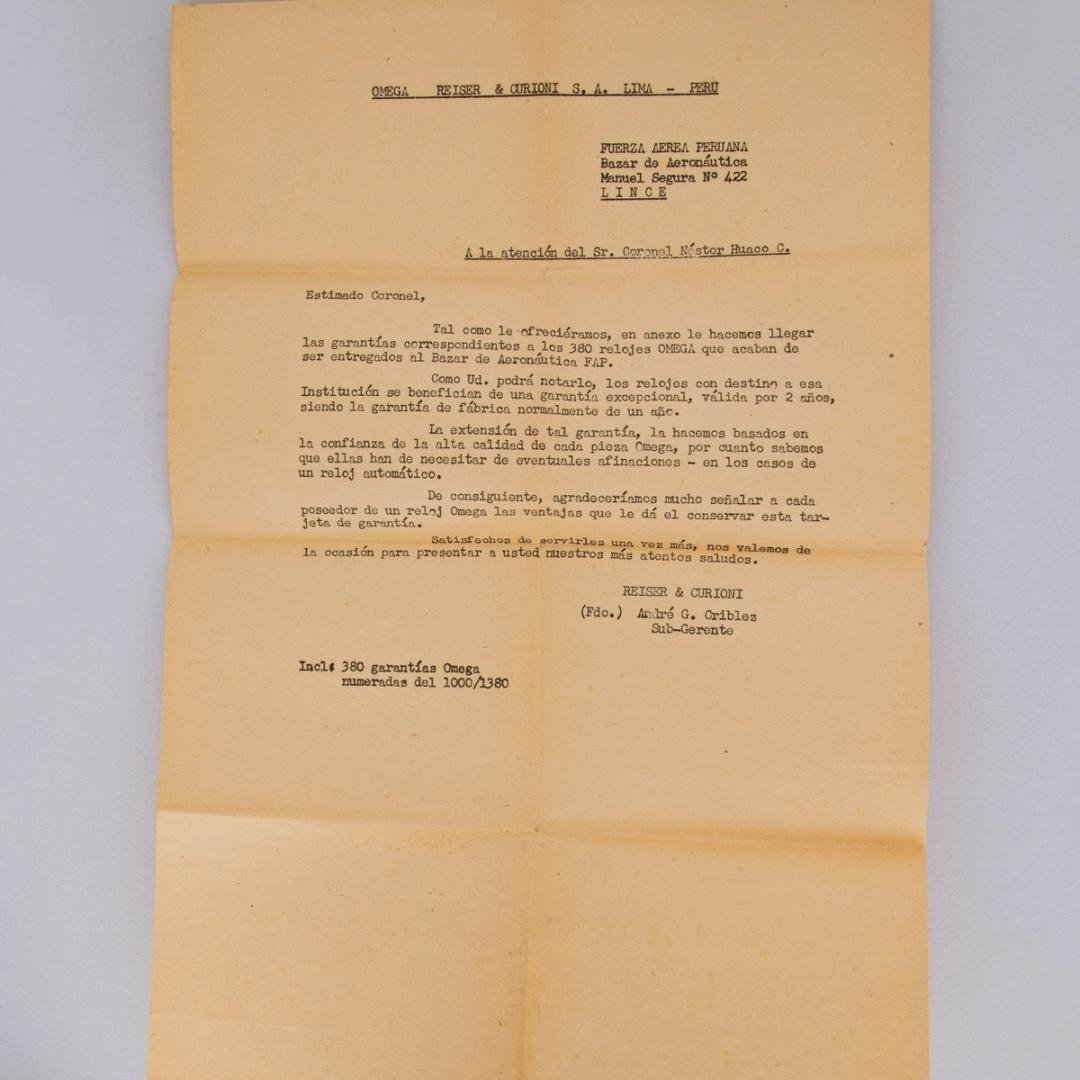 OMEGA REISER & CURIONI S. A. LIMA - PERÚ
FUERZA AEREA PERUANA
Bazar de Aeronáutica
Manuel Segura Nº 422
L I N C E
A la atención del Sr. Coronel Néstor Huaco C.
Estimado Coronel,
Tal como le ofreciéramos, en anexo le hacemos llegar
las garantías correspondientes a los 380 relojes OMEGA que acaban de
ser entregados al Bazar de Aeronáutica FAP.
Como Ud. podrá notarlo, los relojes con destino a esa
Institución se benefician de una garantía excepcional, válida por 2 años,
siendo la garantía de fábrica normalmente de un año.
La extensión de tal garantía, la hacemos basados en
la confianza de la alta calidad de cada pieza Omega, por cuanto sabemos
que ellas han de necesitar de eventuales afinaciones - en los casos de
un reloj automático.
De consiguiente, agradeceríamos mucho señalar a cada
poseedor de un reloj Omega las ventajas que le dá el conservar esta tar-
jeta de garantía.
Satisfechos de servirles una vez más, nos valemos de
la ocasión para presentar a usted nuestros más atentos saludos.
REISER & CURIONI
(Fdo.) André G. Criblez
Sub-Gerente
Incl: 380 garantías Omega
numeradas del 1000/1380